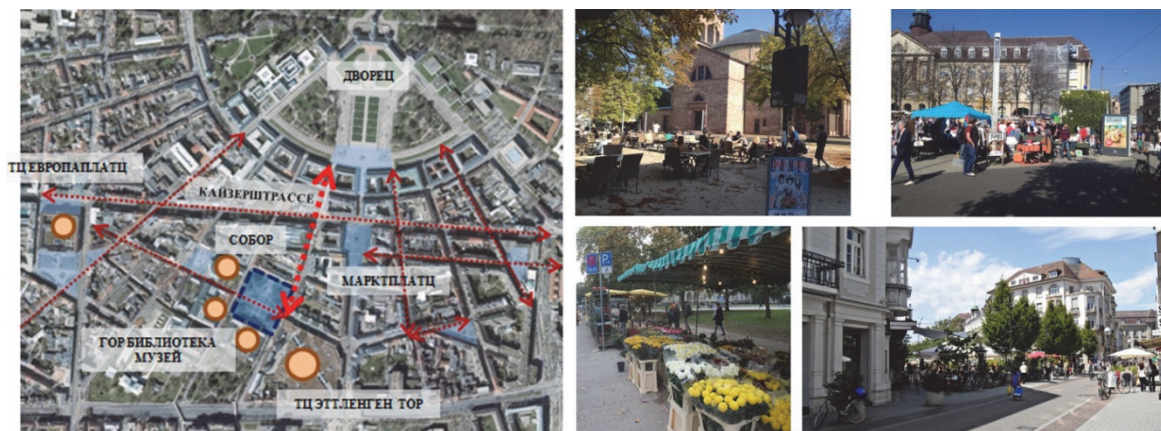 ДВОРЕЦ
ТЦ ЕВРОПАПЛАТЦ
КАЙЗЕРШТРАССЕ
СОБОР
МАРКТПЛАТЦ
ГОР БИБЛИОТЕКА
МУЗЕЙ
ТЦ ЭТТЛЕНГЕН ТОР
P